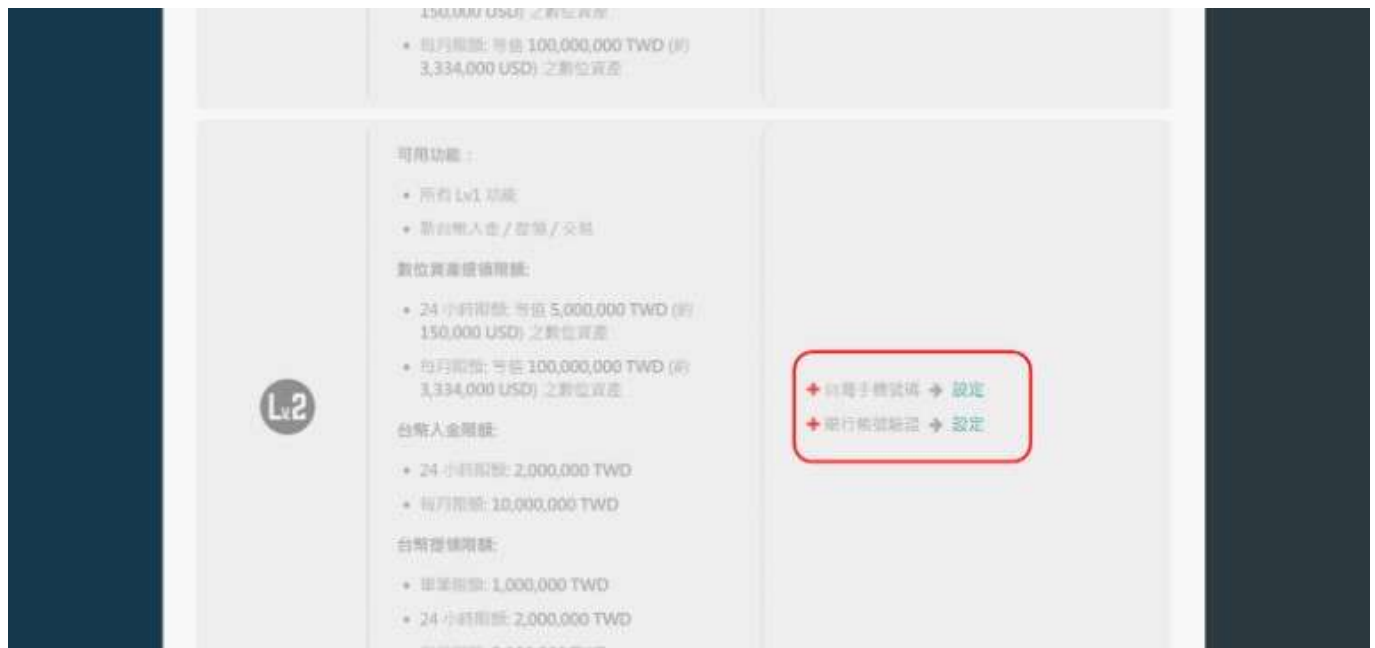 150,000 USD) 之數位資產
• 每月限額: 等值 100,000,000 TWD (約
3,334,000 USD) 之數位資產
Lv.2
可用功能：
• 所有 Lv1 功能
• 新台幣入金 / 提領 / 交易
數位資產提領限額:
• 24 小時限額: 等值 5,000,000 TWD (約
150,000 USD) 之數位資產
• 每月限額: 等值 100,000,000 TWD (約
3,334,000 USD) 之數位資產
台幣入金限額:
• 24 小時限額: 2,000,000 TWD
• 每月限額: 10,000,000 TWD
台幣提領限額:
• 單筆限額: 1,000,000 TWD
• 24 小時限額: 2,000,000 TWD
手機號碼 → 設定
銀行帳號驗證 → 設定